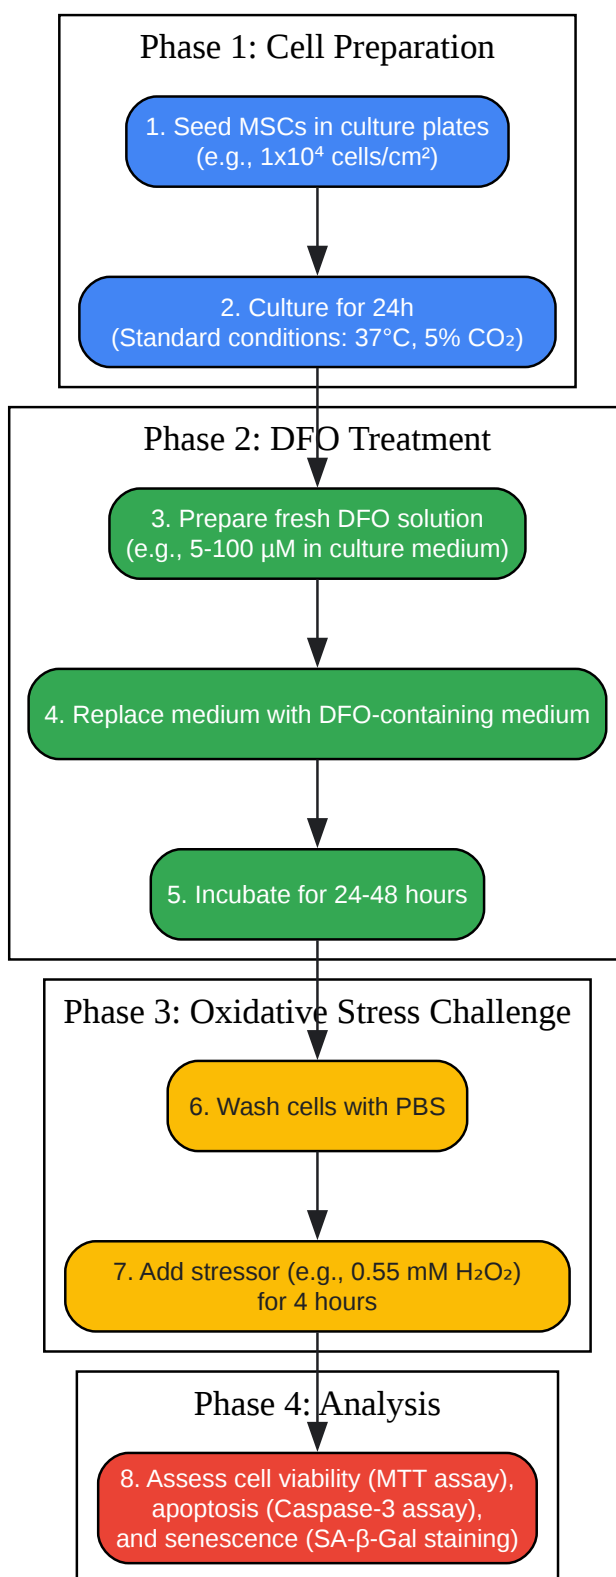 Phase 1: Cell Preparation
1. Seed MSCs in culture plates
(e.g., 1x10⁴ cells/cm²)
2. Culture for 24h
(Standard conditions: 37°C, 5% CO₂)
Phase 2: DFO Treatment
3. Prepare fresh DFO solution
(e.g., 5-100 µM in culture medium)
4. Replace medium with DFO-containing medium
5. Incubate for 24-48 hours
Phase 3: Oxidative Stress Challenge
6. Wash cells with PBS
7. Add stressor (e.g., 0.55 mM H₂O₂)
for 4 hours
Phase 4: Analysis
8. Assess cell viability (MTT assay),
apoptosis (Caspase-3 assay),
and senescence (SA-β-Gal staining)